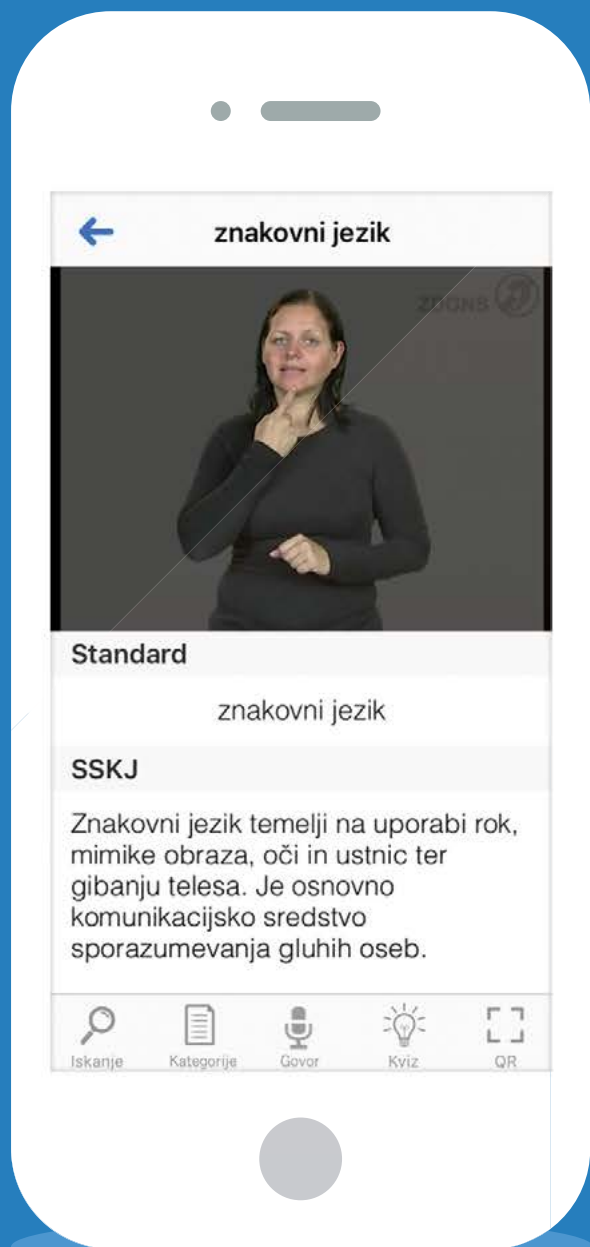 znakovni jezik
ZDGNS
Standard
znakovni jezik
SSKJ
Znakovni jezik temelji na uporabi rok,
mimike obraza, oči in ustnic ter
gibanju telesa. Je osnovno
komunikacijsko sredstvo
sporazumevanja gluhih oseb.
Iskanje Kategorije Govor Kviz QR